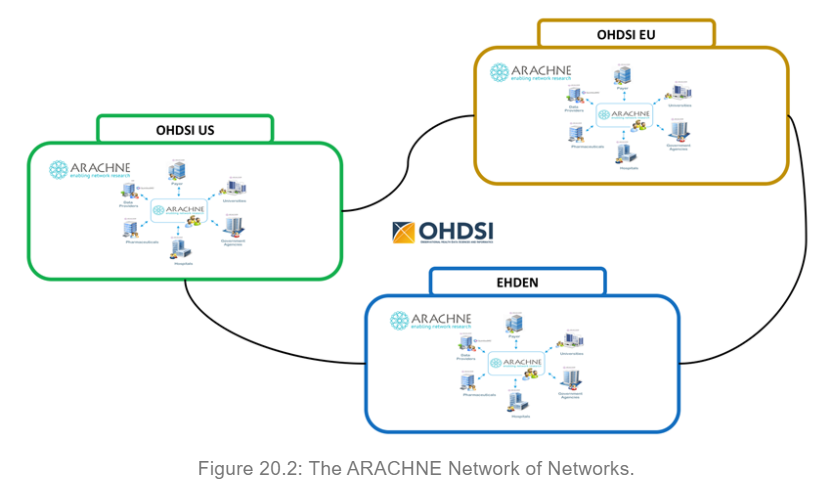 OHDSI EU
ARACHNE
enabling network research
Payer
Data
Providers
Universities
ARACHNE
Pharmaceuticals
Government
Agencies
Hospitals
OHDSI US
ARACHNE
enabling network research
Payer
Data
Providers
Universities
ARACHNE
Pharmaceuticals
Government
Agencies
Hospitals
OHDSI
EHDEN
ARACHNE
enabling network research
Payer
Data
Providers
Universities
ARACHNE
Pharmaceuticals
Government
Agencies
Hospitals
Figure 20.2: The ARACHNE Network of Networks.